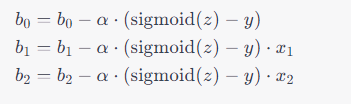 b₀ = b₀ − α · (sigmoid(z) − y)
b₁ = b₁ − α · (sigmoid(z) − y) · x₁
b₂ = b₂ − α · (sigmoid(z) − y) · x₂